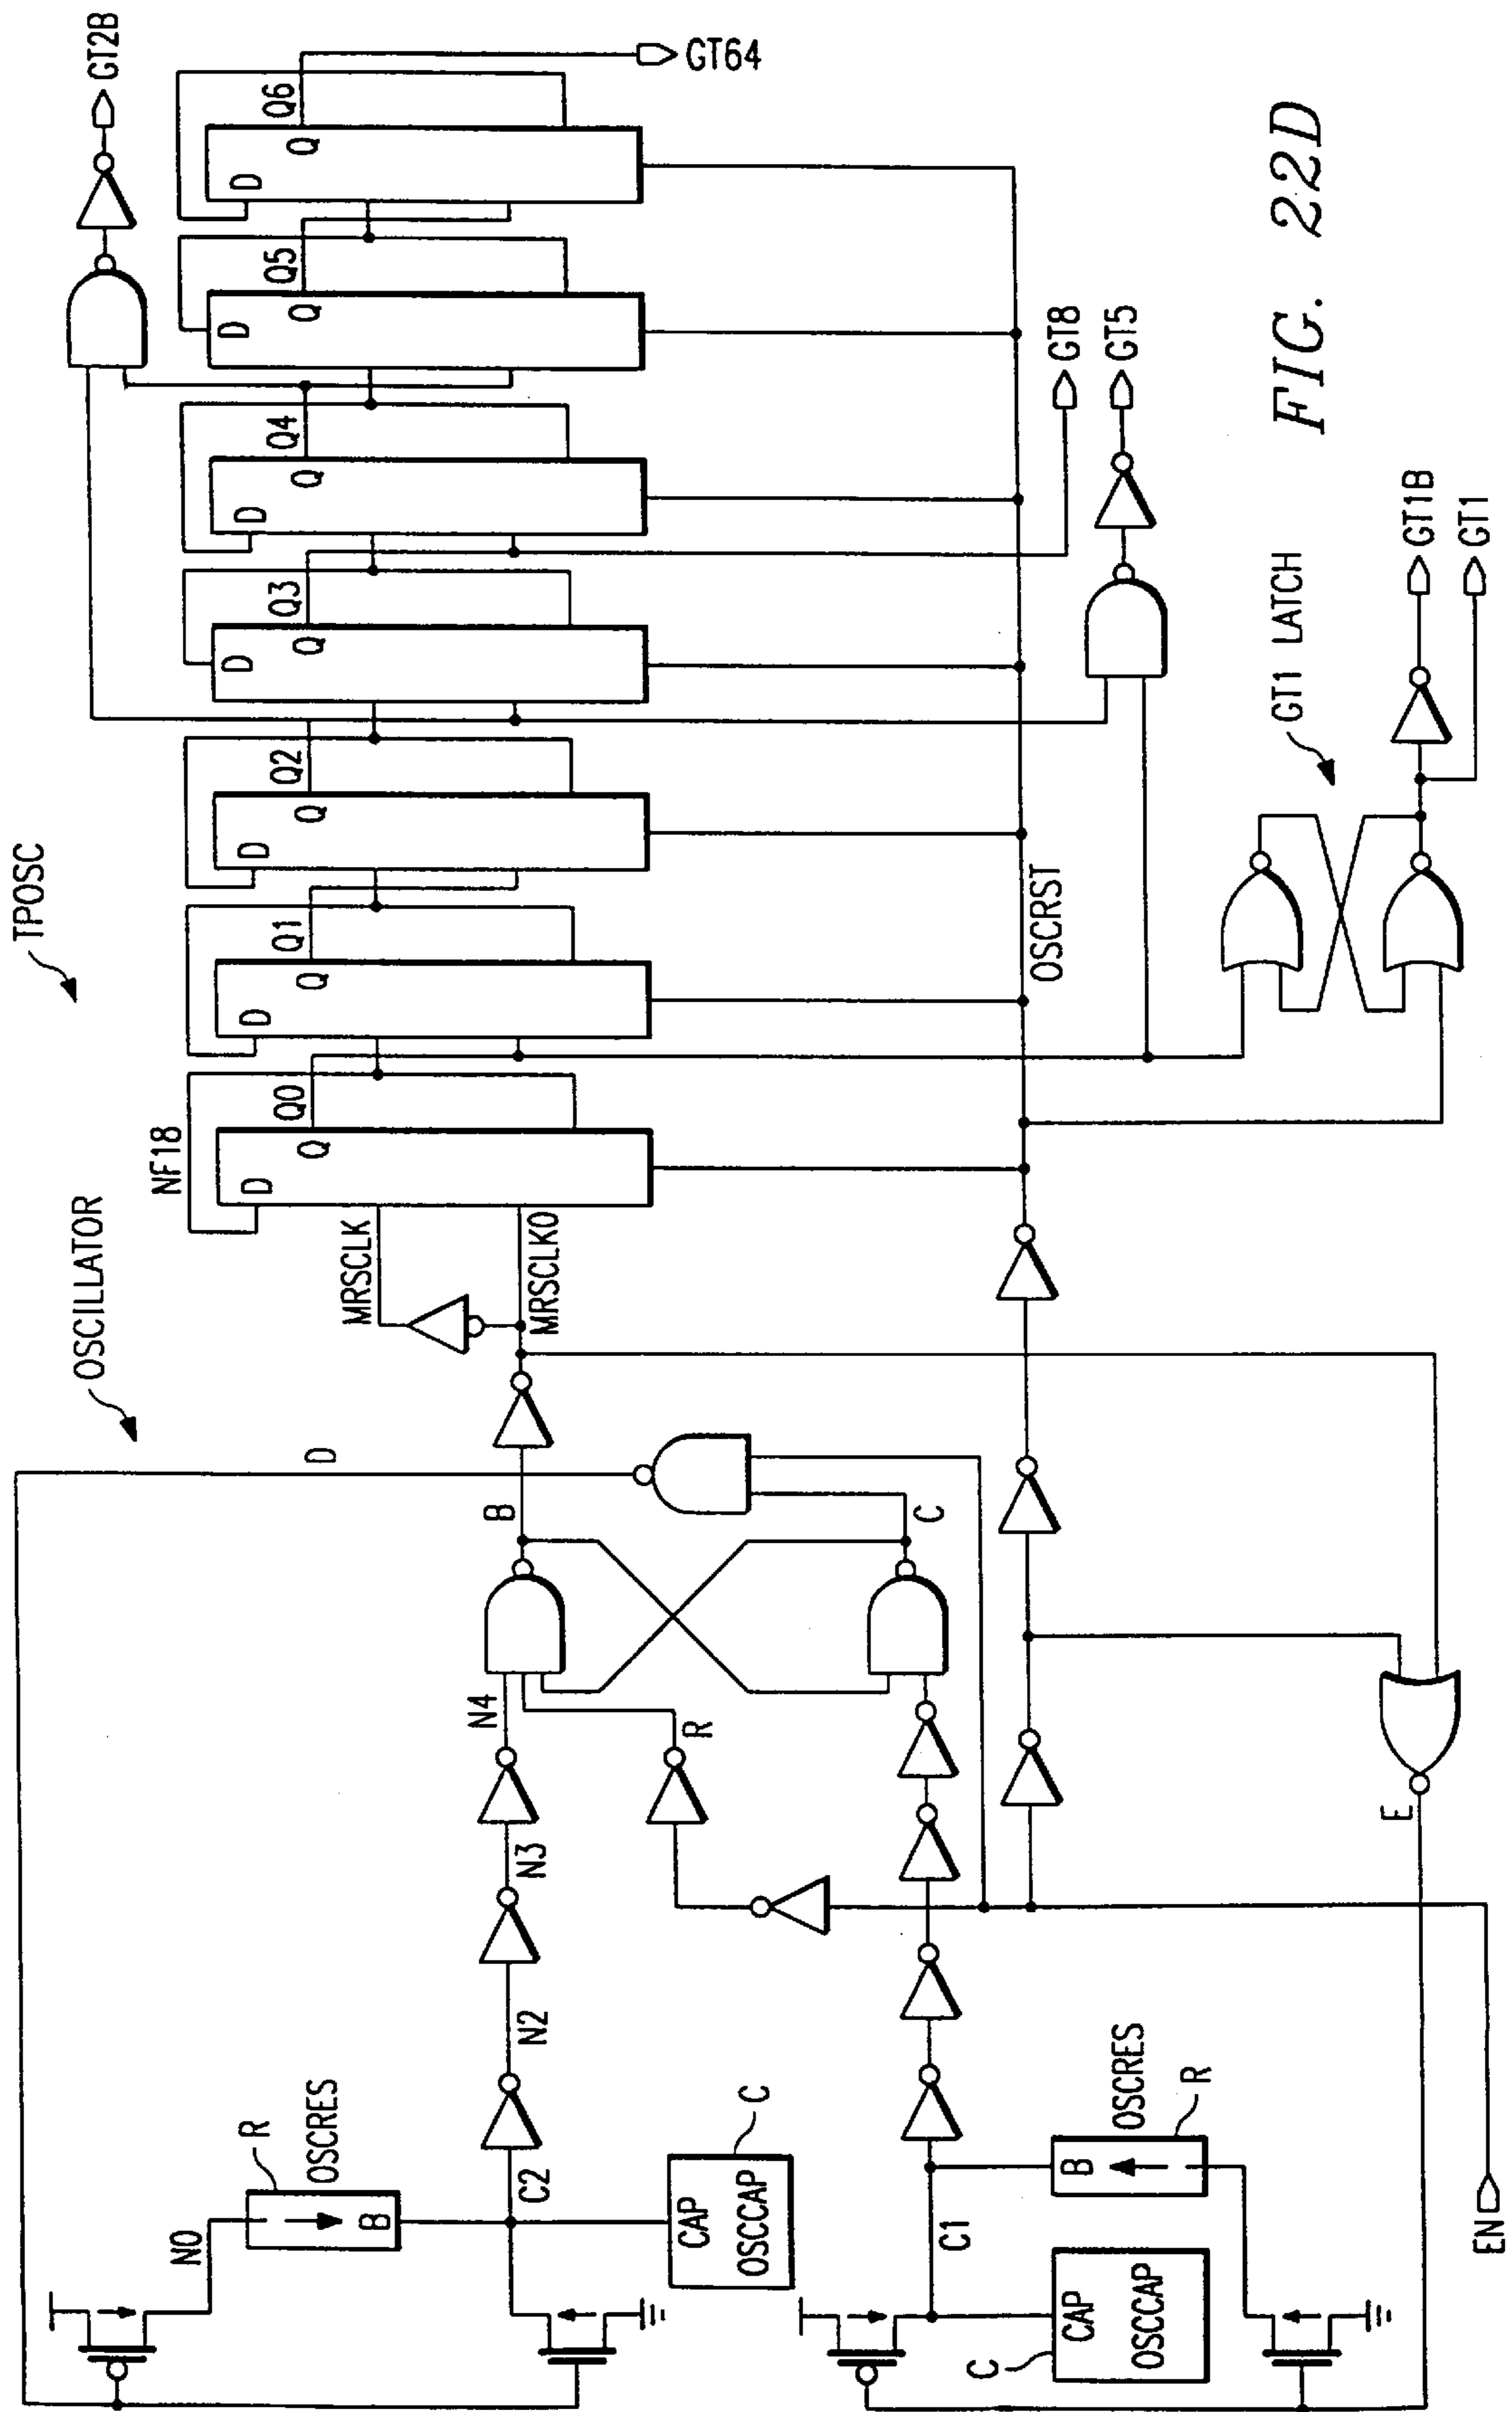 TPOSC
OSCILLATOR
D
NF18
D
Q
Q0
D
Q
Q1
D
Q
Q2
D
Q
Q3
D
Q
Q4
D
Q
Q5
D
Q
Q6
GT2B
GT64
MRSCLK
MRSCLK0
B
C
N0
R
OSCRES
B
C2
N2
N3
N4
R
CAP
OSCCAP
C
C1
C
CAP
OSCCAP
B
OSCRES
R
EN
E
OSCRST
GT8
GT5
GT1 LATCH
GT1B
GT1
FIG. 22D